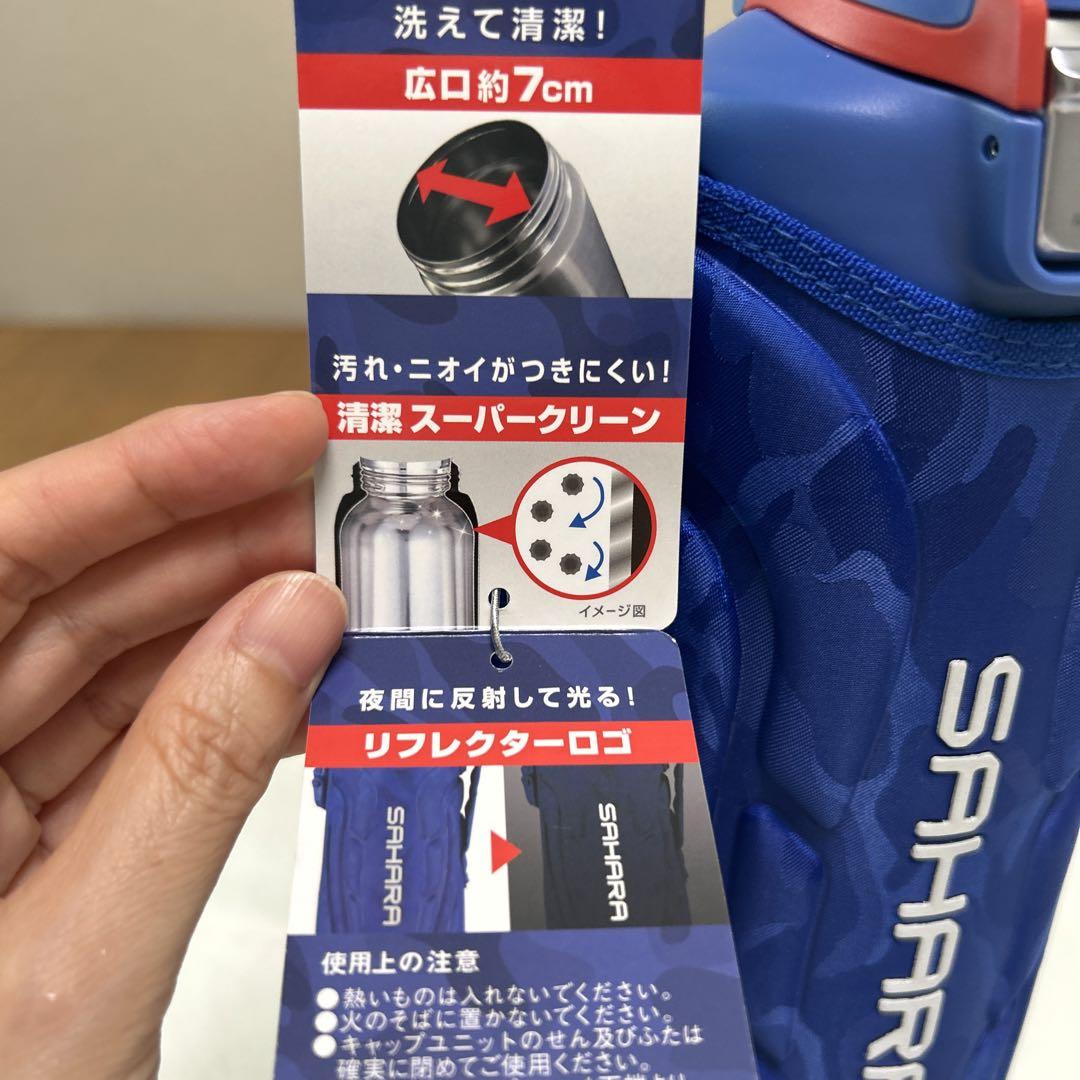 洗えて清潔!
広口約7cm
汚れ・ニオイがつきにくい!
清潔スーパークリーン
イメージ図
夜間に反射して光る!
リフレクターロゴ
SAHARA
SAHARA
使用上の注意
●熱いものは入れないでください。
●火のそばに置かないでください。
●キャップユニットのせん及びふたは
確実に閉めてご使用ください。
SAHARA